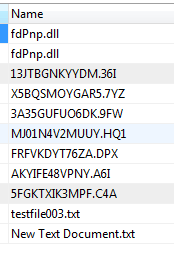 Name
fdPnp.dll
fdPnp.dll
13JTBGNKYYDM.36I
X5BQSMOYGAR5.7YZ
3A35GUFUO6DK.9FW
MJ01N4V2MUUY.HQ1
FRFVKDYT76ZA.DPX
AKYIFE48VPNY.A6I
5FGKTXIK3MPF.C4A
testfile003.txt
New Text Document.txt